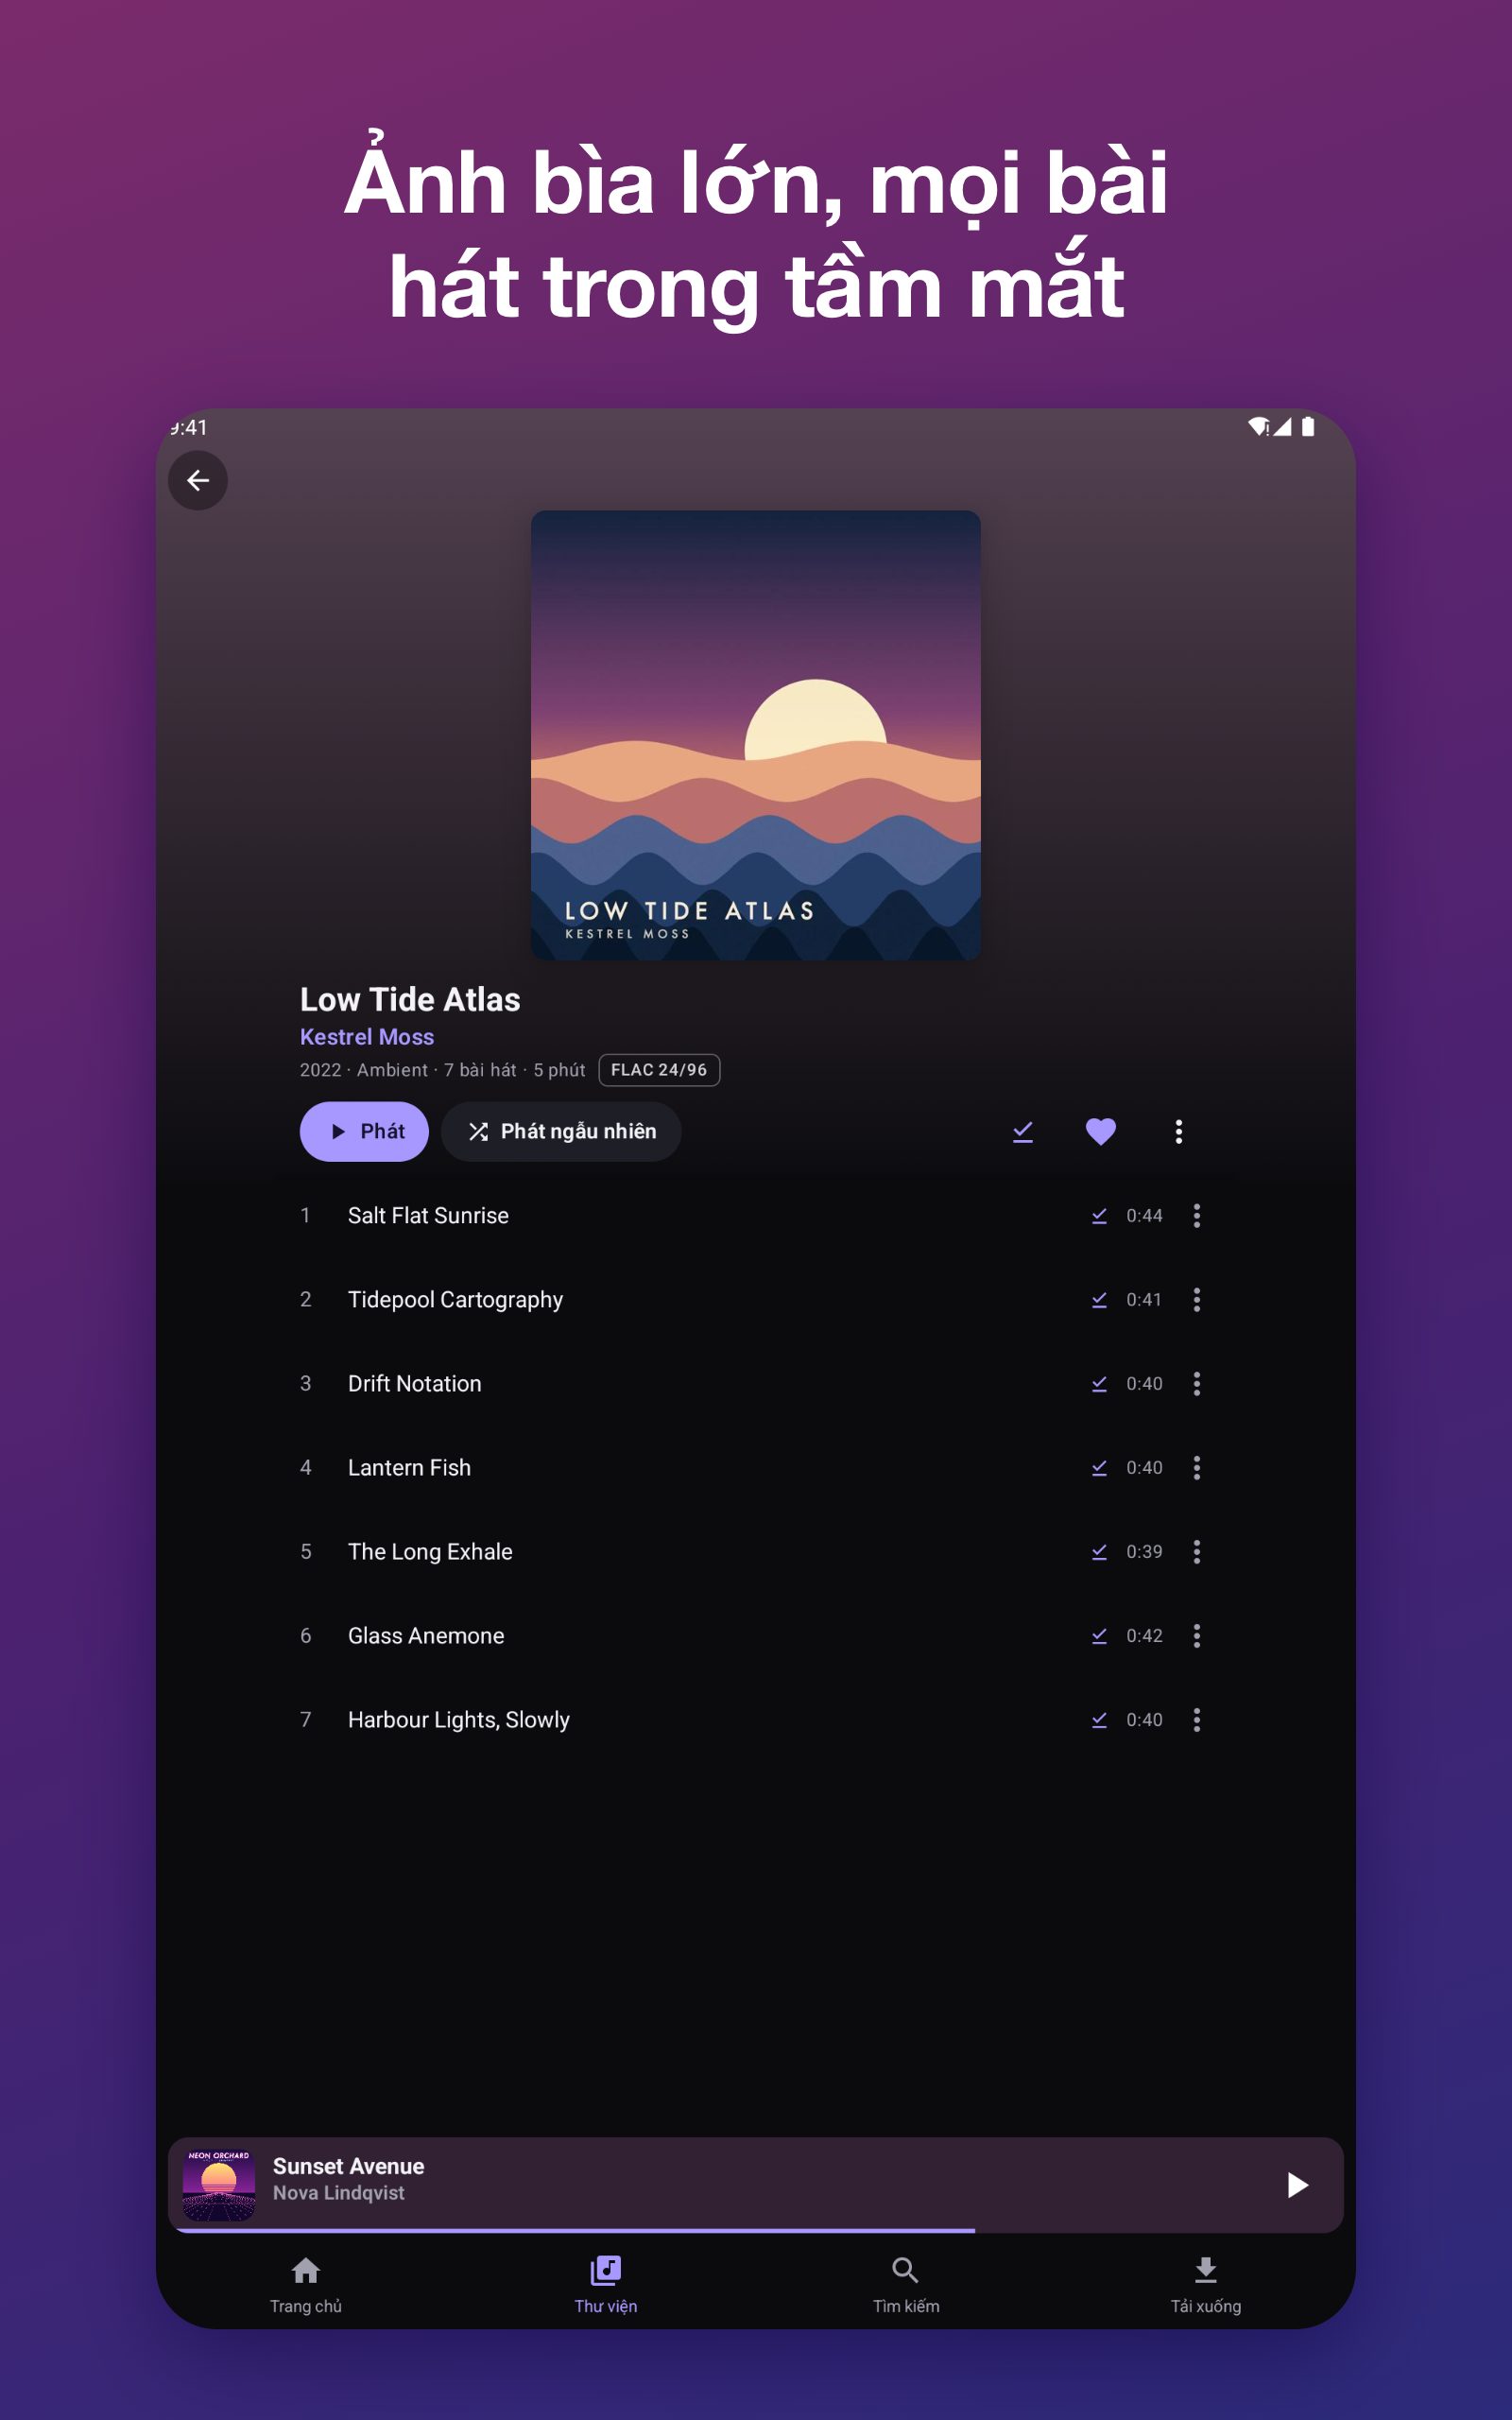 Ảnh bìa lớn, mọi bài
hát trong tầm mắt
9:41
LOW TIDE ATLAS
KESTREL MOSS
Low Tide Atlas
Kestrel Moss
2022 · Ambient · 7 bài hát · 5 phút FLAC 24/96
Phát Phát ngẫu nhiên
1 Salt Flat Sunrise 0:44
2 Tidepool Cartography 0:41
3 Drift Notation 0:40
4 Lantern Fish 0:40
5 The Long Exhale 0:39
6 Glass Anemone 0:42
7 Harbour Lights, Slowly 0:40
NEON ORCHARD
Sunset Avenue
Nova Lindqvist
Trang chủ Thư viện Tìm kiếm Tải xuống